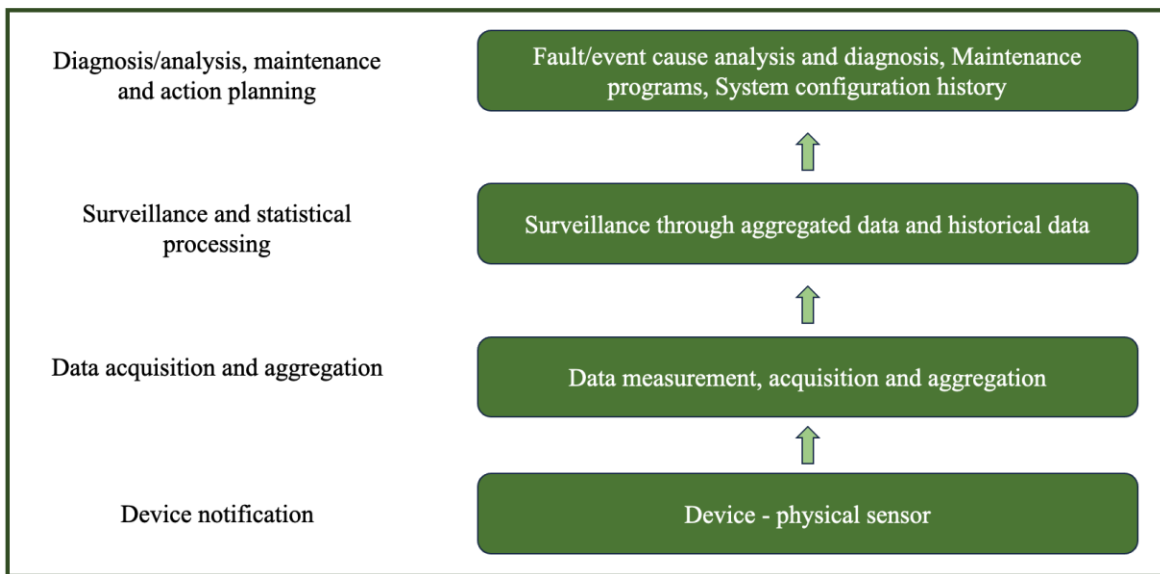 Diagnosis/analysis, maintenance
and action planning
Fault/event cause analysis and diagnosis, Maintenance
programs, System configuration history
Surveillance and statistical
processing
Surveillance through aggregated data and historical data
Data acquisition and aggregation
Data measurement, acquisition and aggregation
Device notification
Device - physical sensor